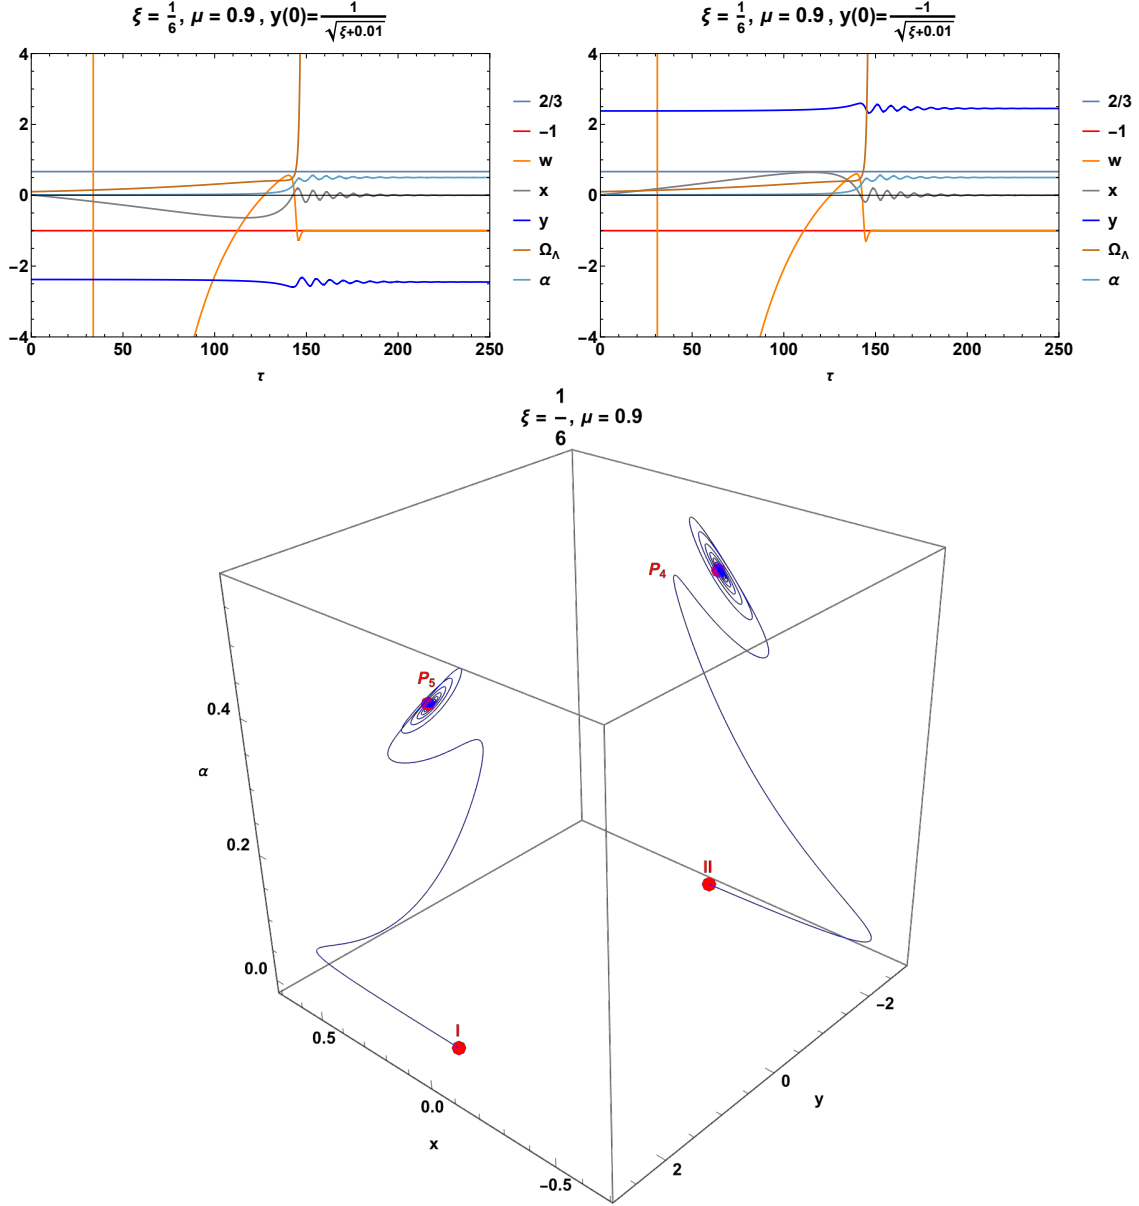 ξ = 1/6, μ = 0.9 , y(0)= 1/√(ξ+0.01)
4
2
0
−2
−4
0 50 100 150 200 250
τ
2/3
−1
w
x
y
Ω_Λ
α
ξ = 1/6, μ = 0.9 , y(0)= −1/√(ξ+0.01)
4
2
0
−2
−4
0 50 100 150 200 250
τ
2/3
−1
w
x
y
Ω_Λ
α
ξ = 1/6, μ = 0.9
P₄
P₅
0.4
α
0.2
0.0
II
I
0.5
0.0
x
−0.5
−2
0
y
2